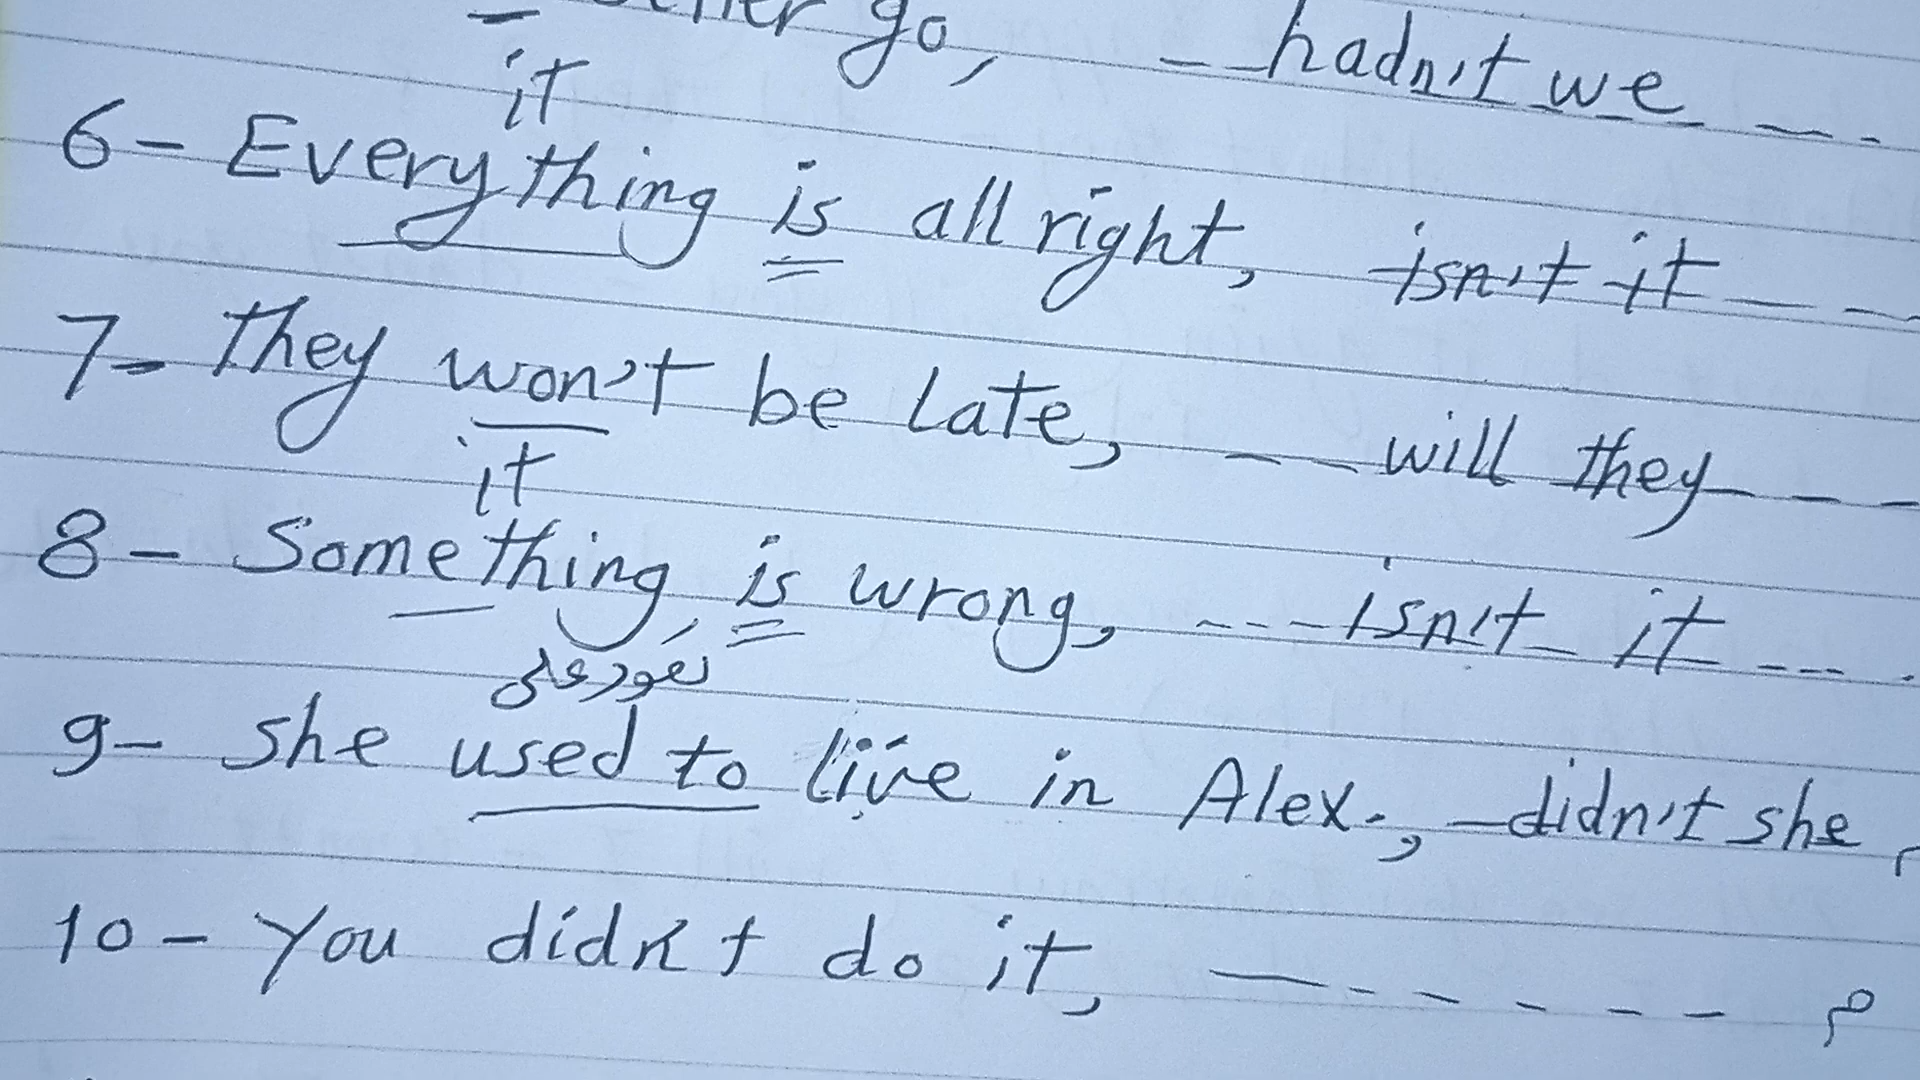 go, hadn't we
it
6- Everything is all right, isn't it
7- They won't be Late, will they
it
8- Something is wrong, isn't it
تعود على
9- She used to live in Alex., didn't she
10- You didn't do it, ?